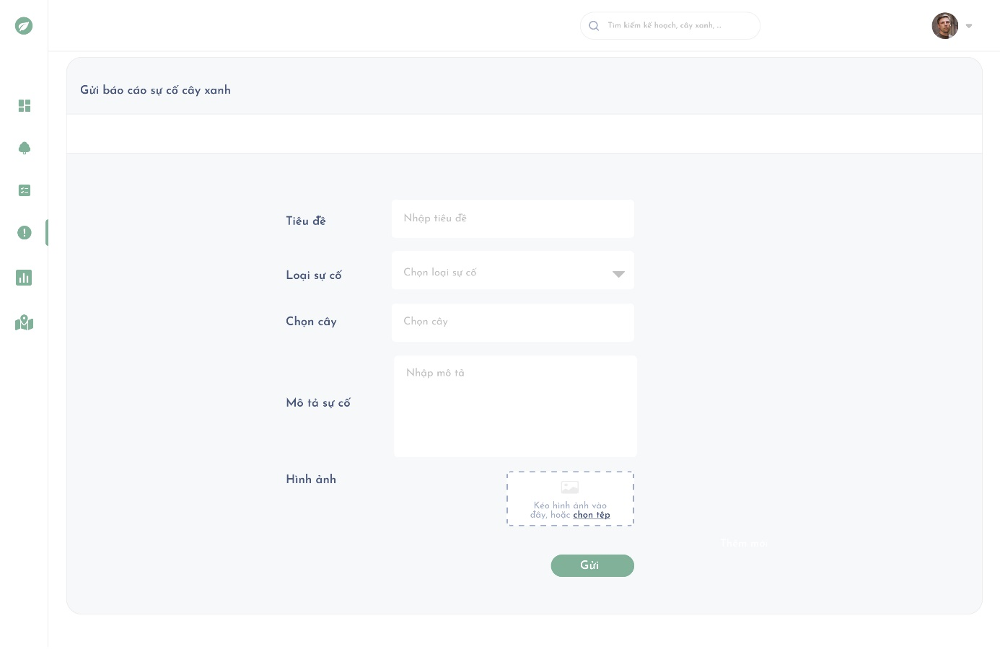 Tìm kiếm kế hoạch, cây xanh, ...
Gửi báo cáo sự cố cây xanh
Tiêu đề
Nhập tiêu đề
Loại sự cố
Chọn loại sự cố
Chọn cây
Chọn cây
Nhập mô tả
Mô tả sự cố
Hình ảnh
Kéo hình ảnh vào
đây, hoặc chọn tệp
Thêm mới
Gửi